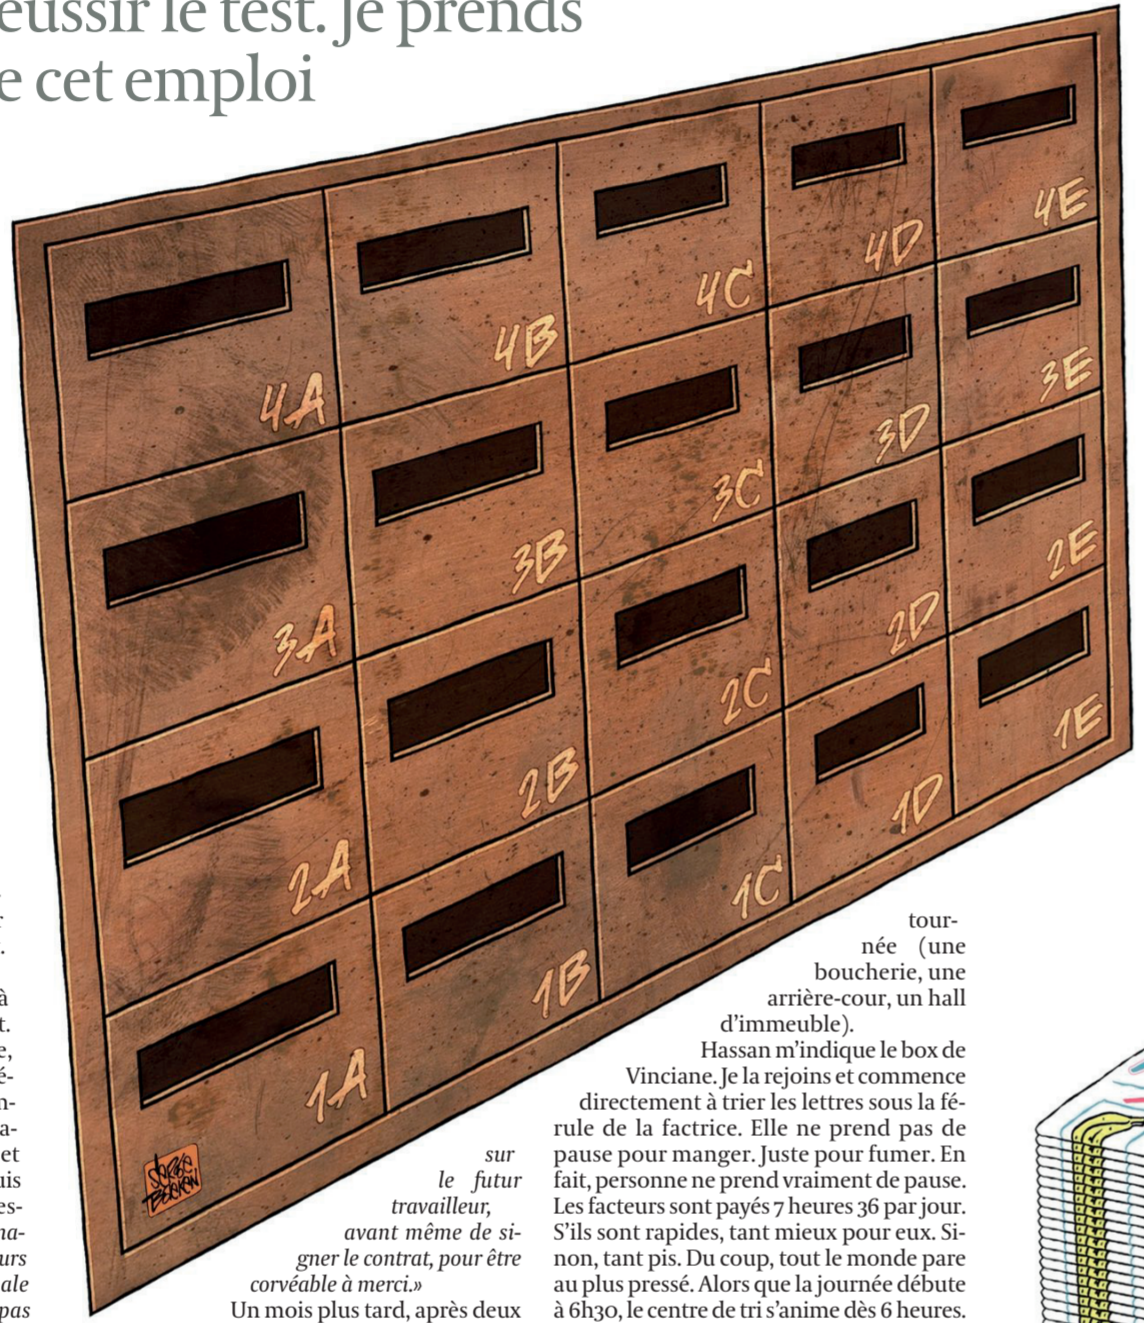 éussir le test. Je prends
e cet emploi
4A
4B
4C
4D
4E
3A
3B
3C
3D
3E
2A
2B
2C
2D
2E
1A
1B
1C
1D
1E
r
.
à
t.
e,
é-
n-
a-
et
uis
es-
na-
urs
ale
pas
sur
le futur
travailleur,
avant même de si-
gner le contrat, pour être
corvéable à merci.»
Un mois plus tard, après deux
tour-
née (une
boucherie, une
arrière-cour, un hall
d’immeuble).
Hassan m’indique le box de
Vinciane. Je la rejoins et commence
directement à trier les lettres sous la fé-
rule de la factrice. Elle ne prend pas de
pause pour manger. Juste pour fumer. En
fait, personne ne prend vraiment de pause.
Les facteurs sont payés 7 heures 36 par jour.
S’ils sont rapides, tant mieux pour eux. Si-
non, tant pis. Du coup, tout le monde pare
au plus pressé. Alors que la journée débute
à 6h30, le centre de tri s’anime dès 6 heures.